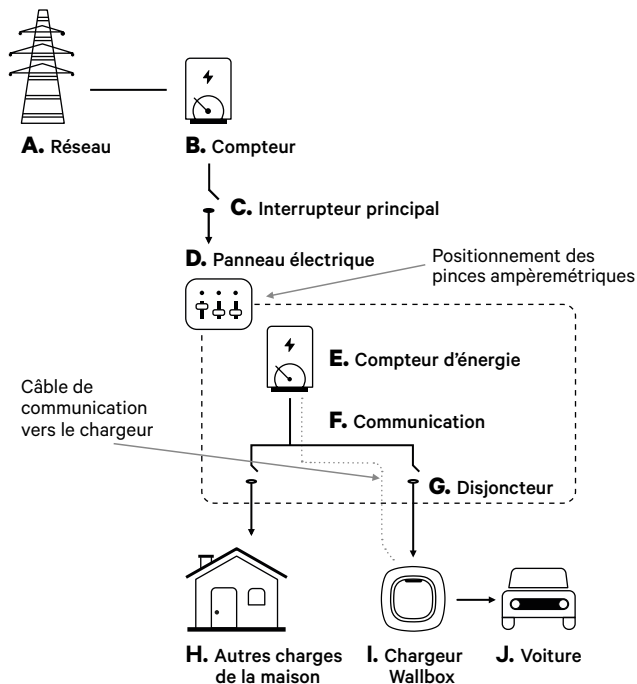 A. Réseau
B. Compteur
C. Interrupteur principal
D. Panneau électrique
Positionnement des
pinces ampèremétriques
E. Compteur d'énergie
Câble de
communication
vers le chargeur
F. Communication
G. Disjoncteur
H. Autres charges
de la maison
I. Chargeur
Wallbox
J. Voiture